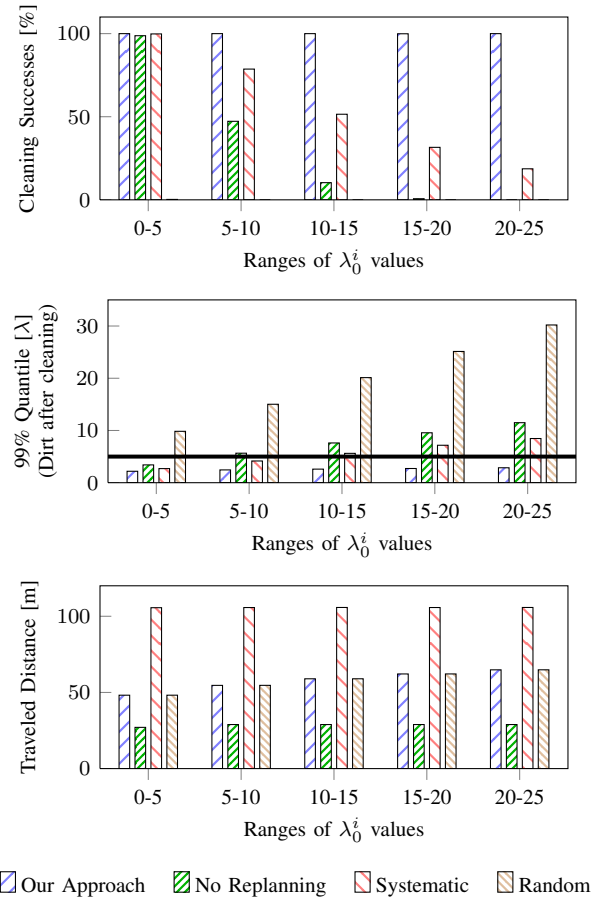 Cleaning Successes [%]
100
50
0
0-5 5-10 10-15 15-20 20-25
Ranges of λ₀ⁱ values
99% Quantile [λ]
(Dirt after cleaning)
30
20
10
0
0-5 5-10 10-15 15-20 20-25
Ranges of λ₀ⁱ values
Traveled Distance [m]
100
50
0
0-5 5-10 10-15 15-20 20-25
Ranges of λ₀ⁱ values
Our Approach No Replanning Systematic Random